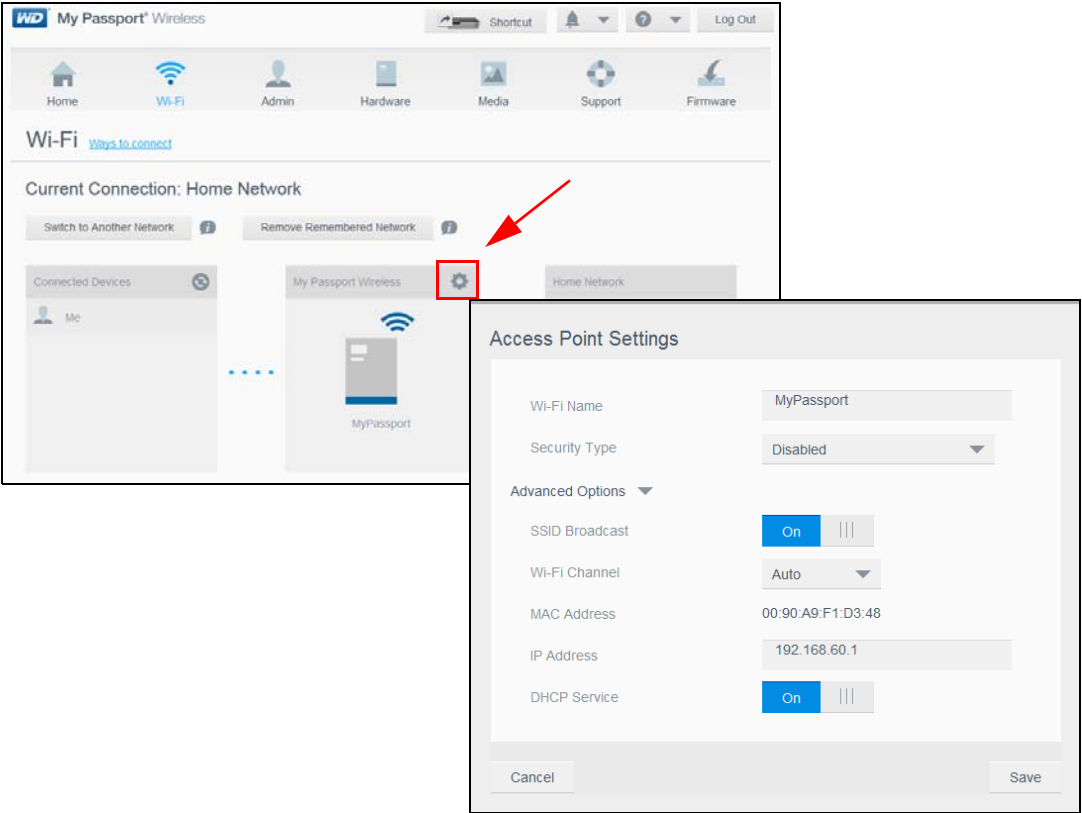 WD My Passport® Wireless
Shortcut
Log Out
Home Wi-Fi Admin Hardware Media Support Firmware
Wi-Fi Ways to connect
Current Connection: Home Network
Switch to Another Network i Remove Remembered Network i
Connected Devices My Passport Wireless Home Network
Me
MyPassport
Access Point Settings
Wi-Fi Name MyPassport
Security Type Disabled
Advanced Options
SSID Broadcast On
Wi-Fi Channel Auto
MAC Address 00:90:A9:F1:D3:48
IP Address 192.168.60.1
DHCP Service On
Cancel Save